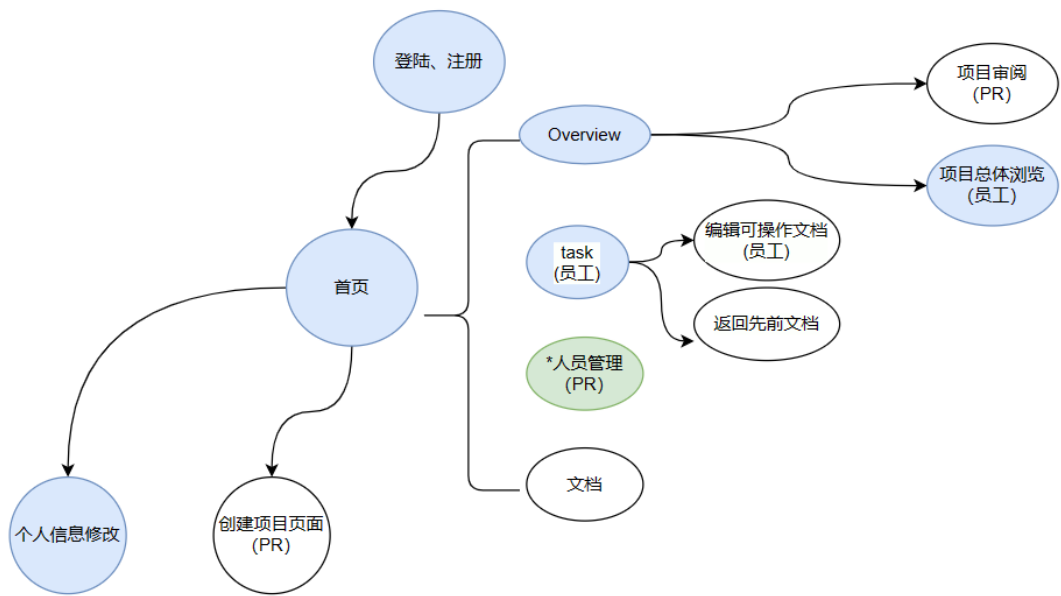 登陆、注册
项目审阅
(PR)
Overview
项目总体浏览
(员工)
编辑可操作文档
(员工)
task
(员工)
首页
返回先前文档
*人员管理
(PR)
文档
个人信息修改
创建项目页面
(PR)